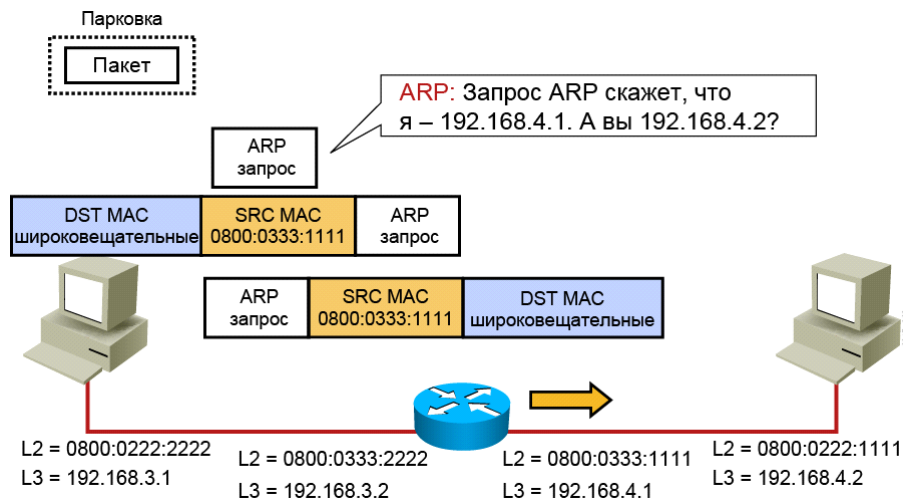 Парковка
Пакет
ARP: Запрос ARP скажет, что
я – 192.168.4.1. А вы 192.168.4.2?
ARP
запрос
DST MAC
широковещательные
SRC MAC
0800:0333:1111
ARP
запрос
ARP
запрос
SRC MAC
0800:0333:1111
DST MAC
широковещательные
L2 = 0800:0222:2222
L3 = 192.168.3.1
L2 = 0800:0333:2222
L3 = 192.168.3.2
L2 = 0800:0333:1111
L3 = 192.168.4.1
L2 = 0800:0222:1111
L3 = 192.168.4.2